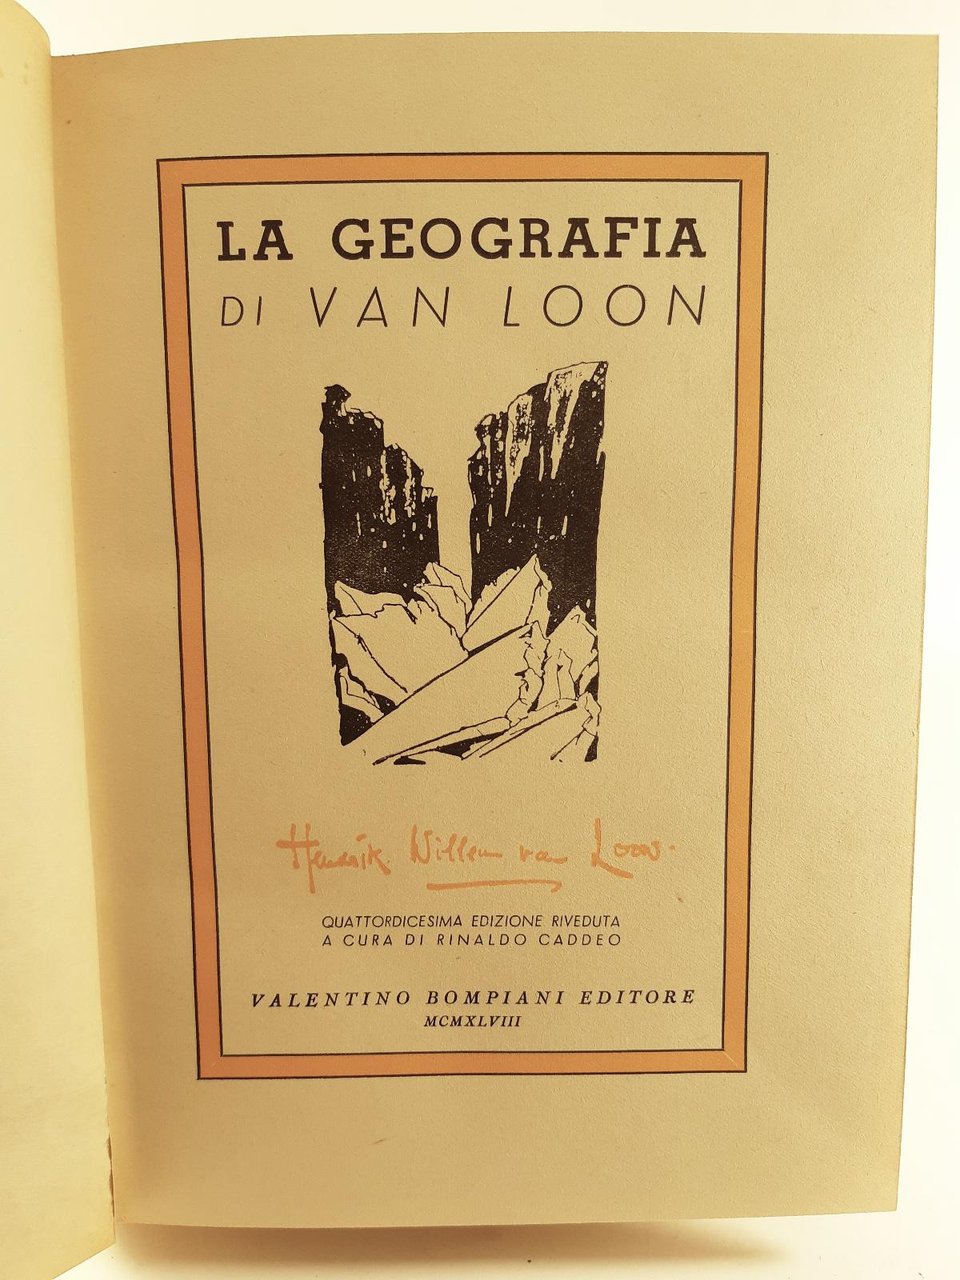 LA GEOGRAFIA
DI VAN LOON
Hendrik Willem van Loon.
QUATTORDICESIMA EDIZIONE RIVEDUTA
A CURA DI RINALDO CADDEO
VALENTINO BOMPIANI EDITORE
MCMXLVIII